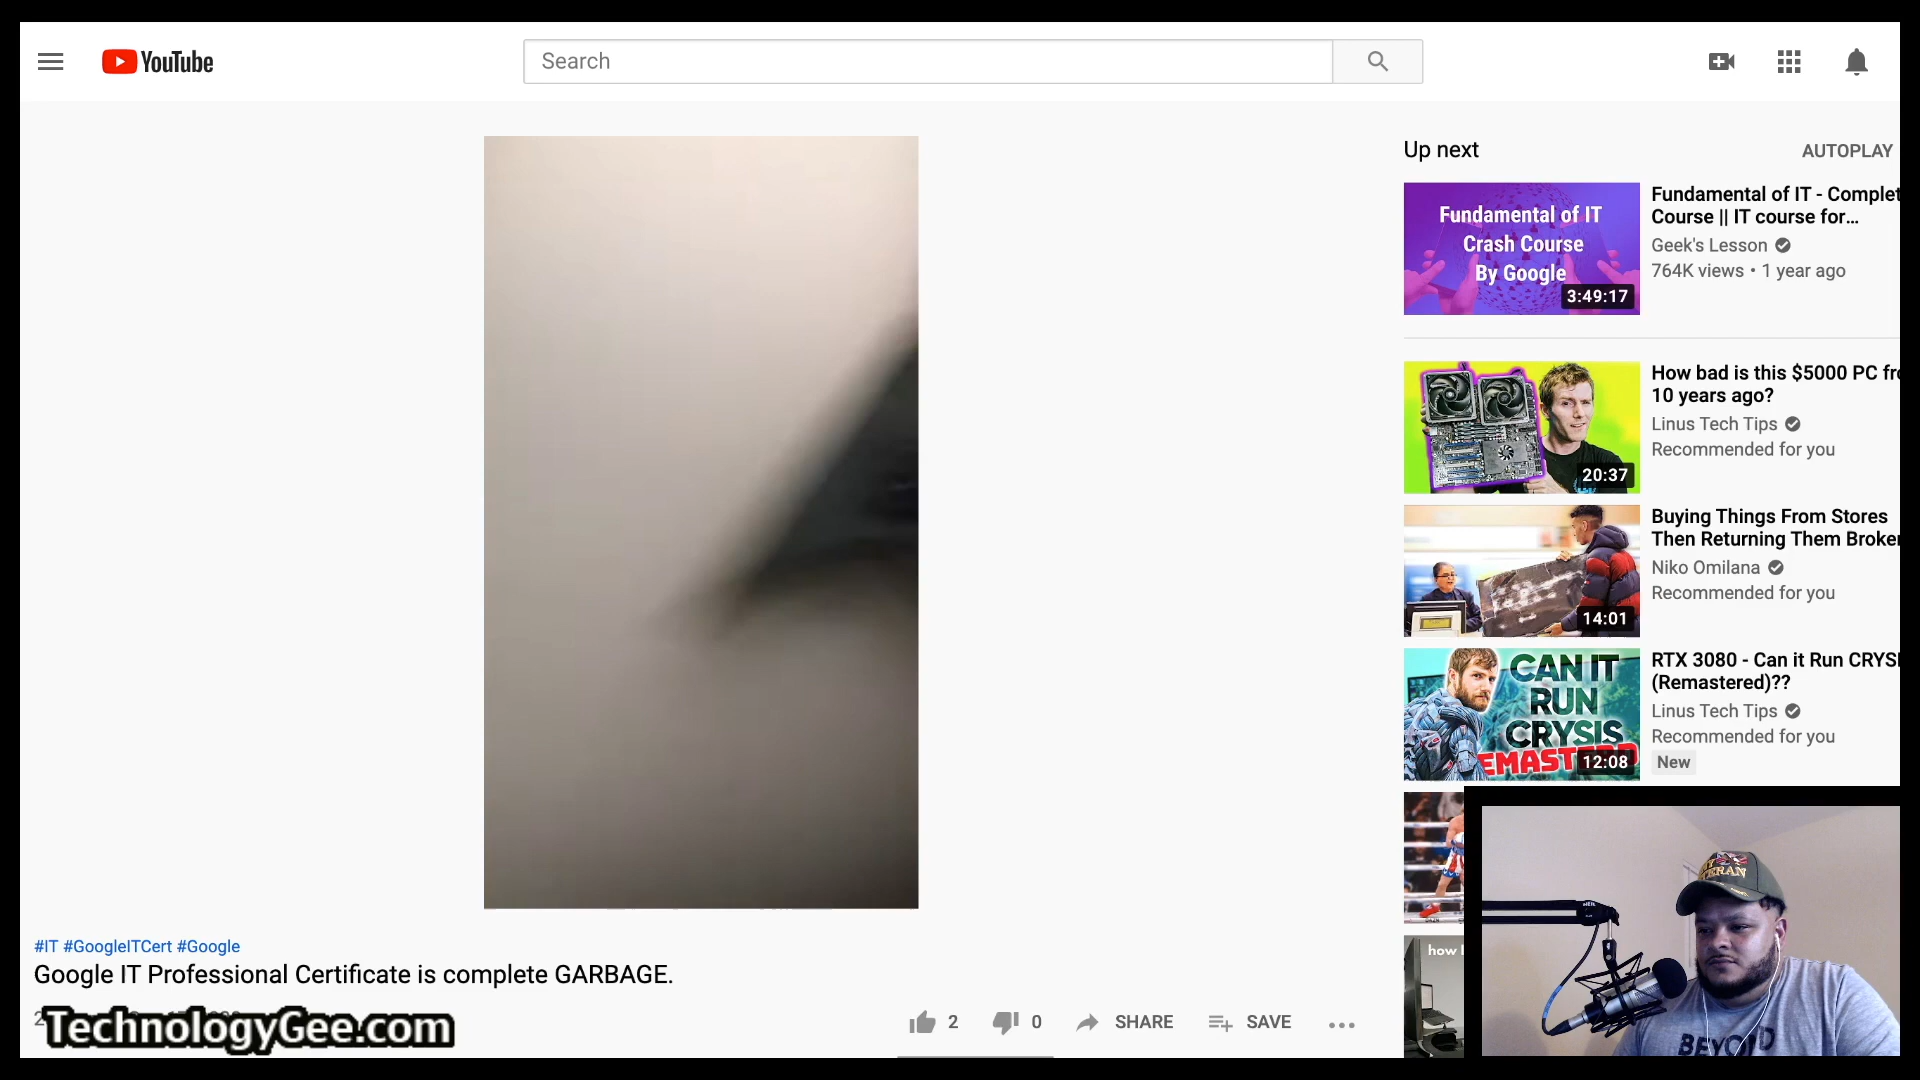 YouTube
Search
Up next
AUTOPLAY
Fundamental of IT
Crash Course
By Google
3:49:17
Fundamental of IT - Complet
Course || IT course for...
Geek's Lesson
764K views • 1 year ago
20:37
How bad is this $5000 PC fro
10 years ago?
Linus Tech Tips
Recommended for you
14:01
Buying Things From Stores
Then Returning Them Broke
Niko Omilana
Recommended for you
CAN IT
RUN
CRYSIS
REMASTERD
12:08
RTX 3080 - Can it Run CRYSI
(Remastered)??
Linus Tech Tips
Recommended for you
New
how
#IT #GoogleITCert #Google
Google IT Professional Certificate is complete GARBAGE.
TechnologyGee.com
2
0
SHARE
SAVE
BEYOND